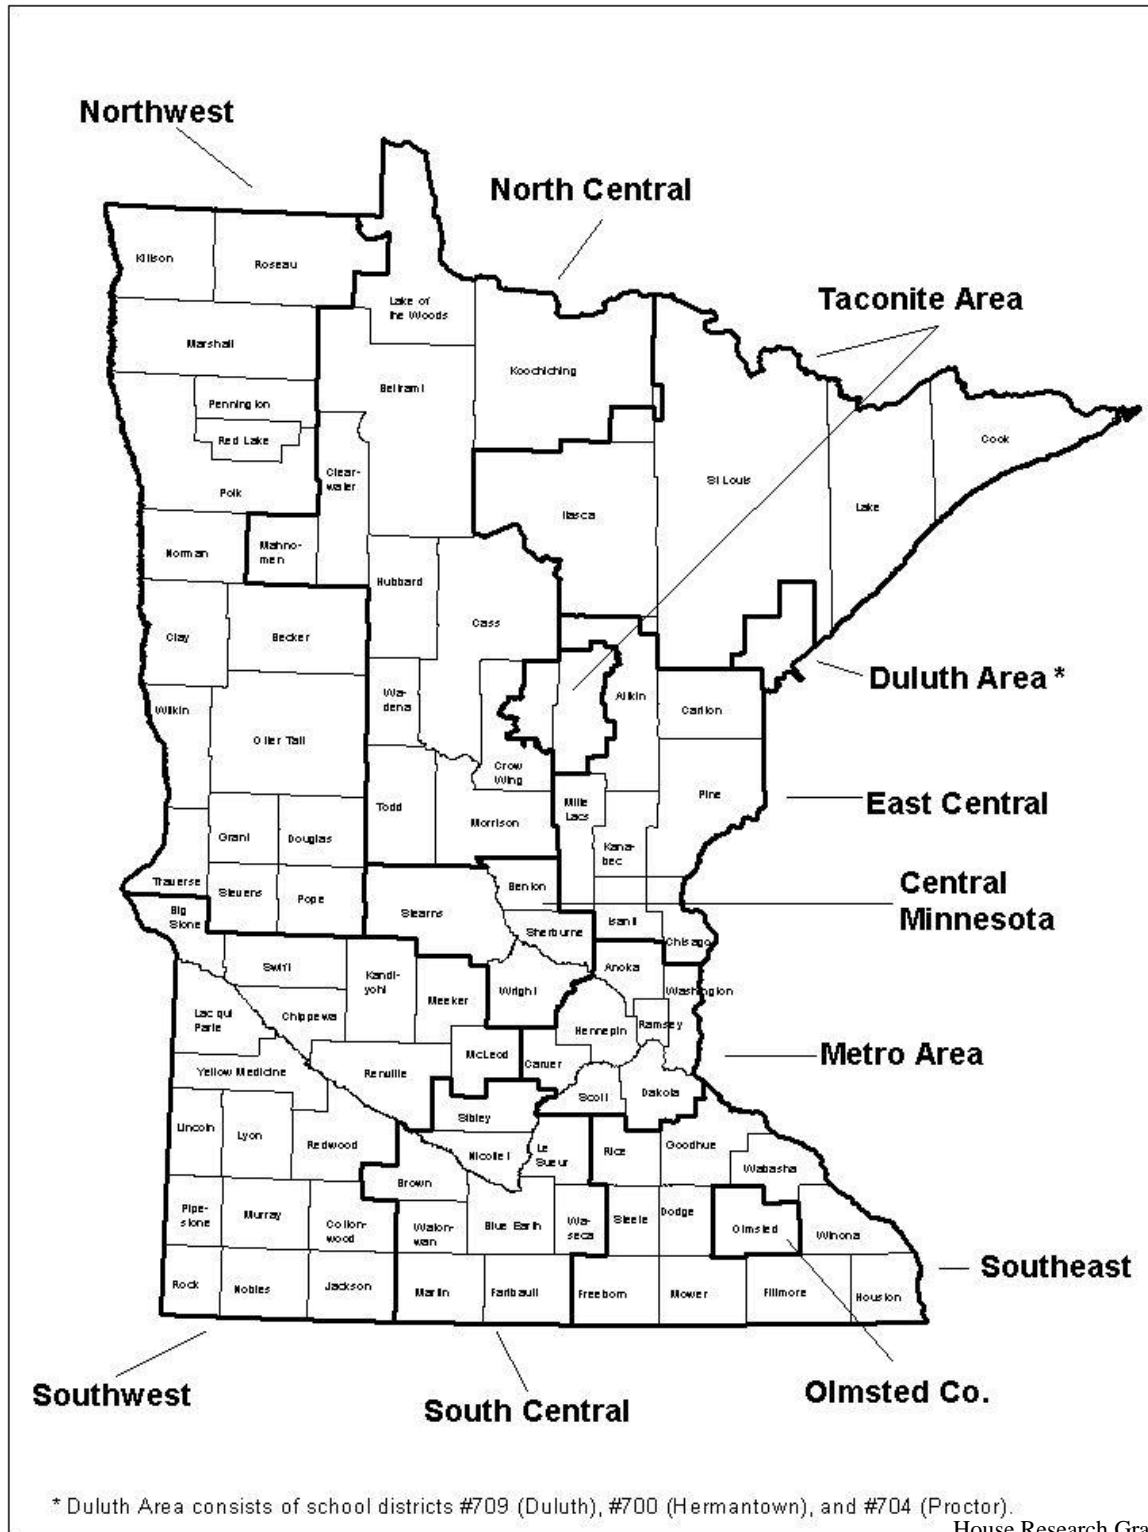 Northwest
North Central
Taconite Area
Kittson
Roseau
Lake of
the Woods
Marshall
Koochiching
Beltrami
Pennington
Red Lake
Cook
Clear-
water
Polk
St Louis
Lake
Itasca
Norman
Mahno-
men
Hubbard
Cass
Clay
Becker
Duluth Area *
Wa-
dena
Aitkin
Carlton
Wilkin
Otter Tail
Crow
Wing
Pine
East Central
Todd
Morrison
Mille
Lacs
Grant
Douglas
Kana-
bec
Traverse
Stevens
Pope
Benton
Central
Minnesota
Big
Stone
Stearns
Sherburne
Isanti
Chisago
Swift
Kandi-
yohi
Meeker
Wright
Anoka
Washington
Lac qui
Parle
Chippewa
Hennepin
Ramsey
Metro Area
McLeod
Carver
Yellow Medicine
Renville
Scott
Dakota
Sibley
Lincoln
Lyon
Redwood
Nicollet
Le
Sueur
Rice
Goodhue
Wabasha
Brown
Pipe-
stone
Murray
Cotton-
wood
Waton-
wan
Blue Earth
Wa-
seca
Steele
Dodge
Olmsted
Winona
Southeast
Rock
Nobles
Jackson
Martin
Faribault
Freeborn
Mower
Fillmore
Houston
Southwest
South Central
Olmsted Co.
* Duluth Area consists of school districts #709 (Duluth), #700 (Hermantown), and #704 (Proctor).
House Research Gra